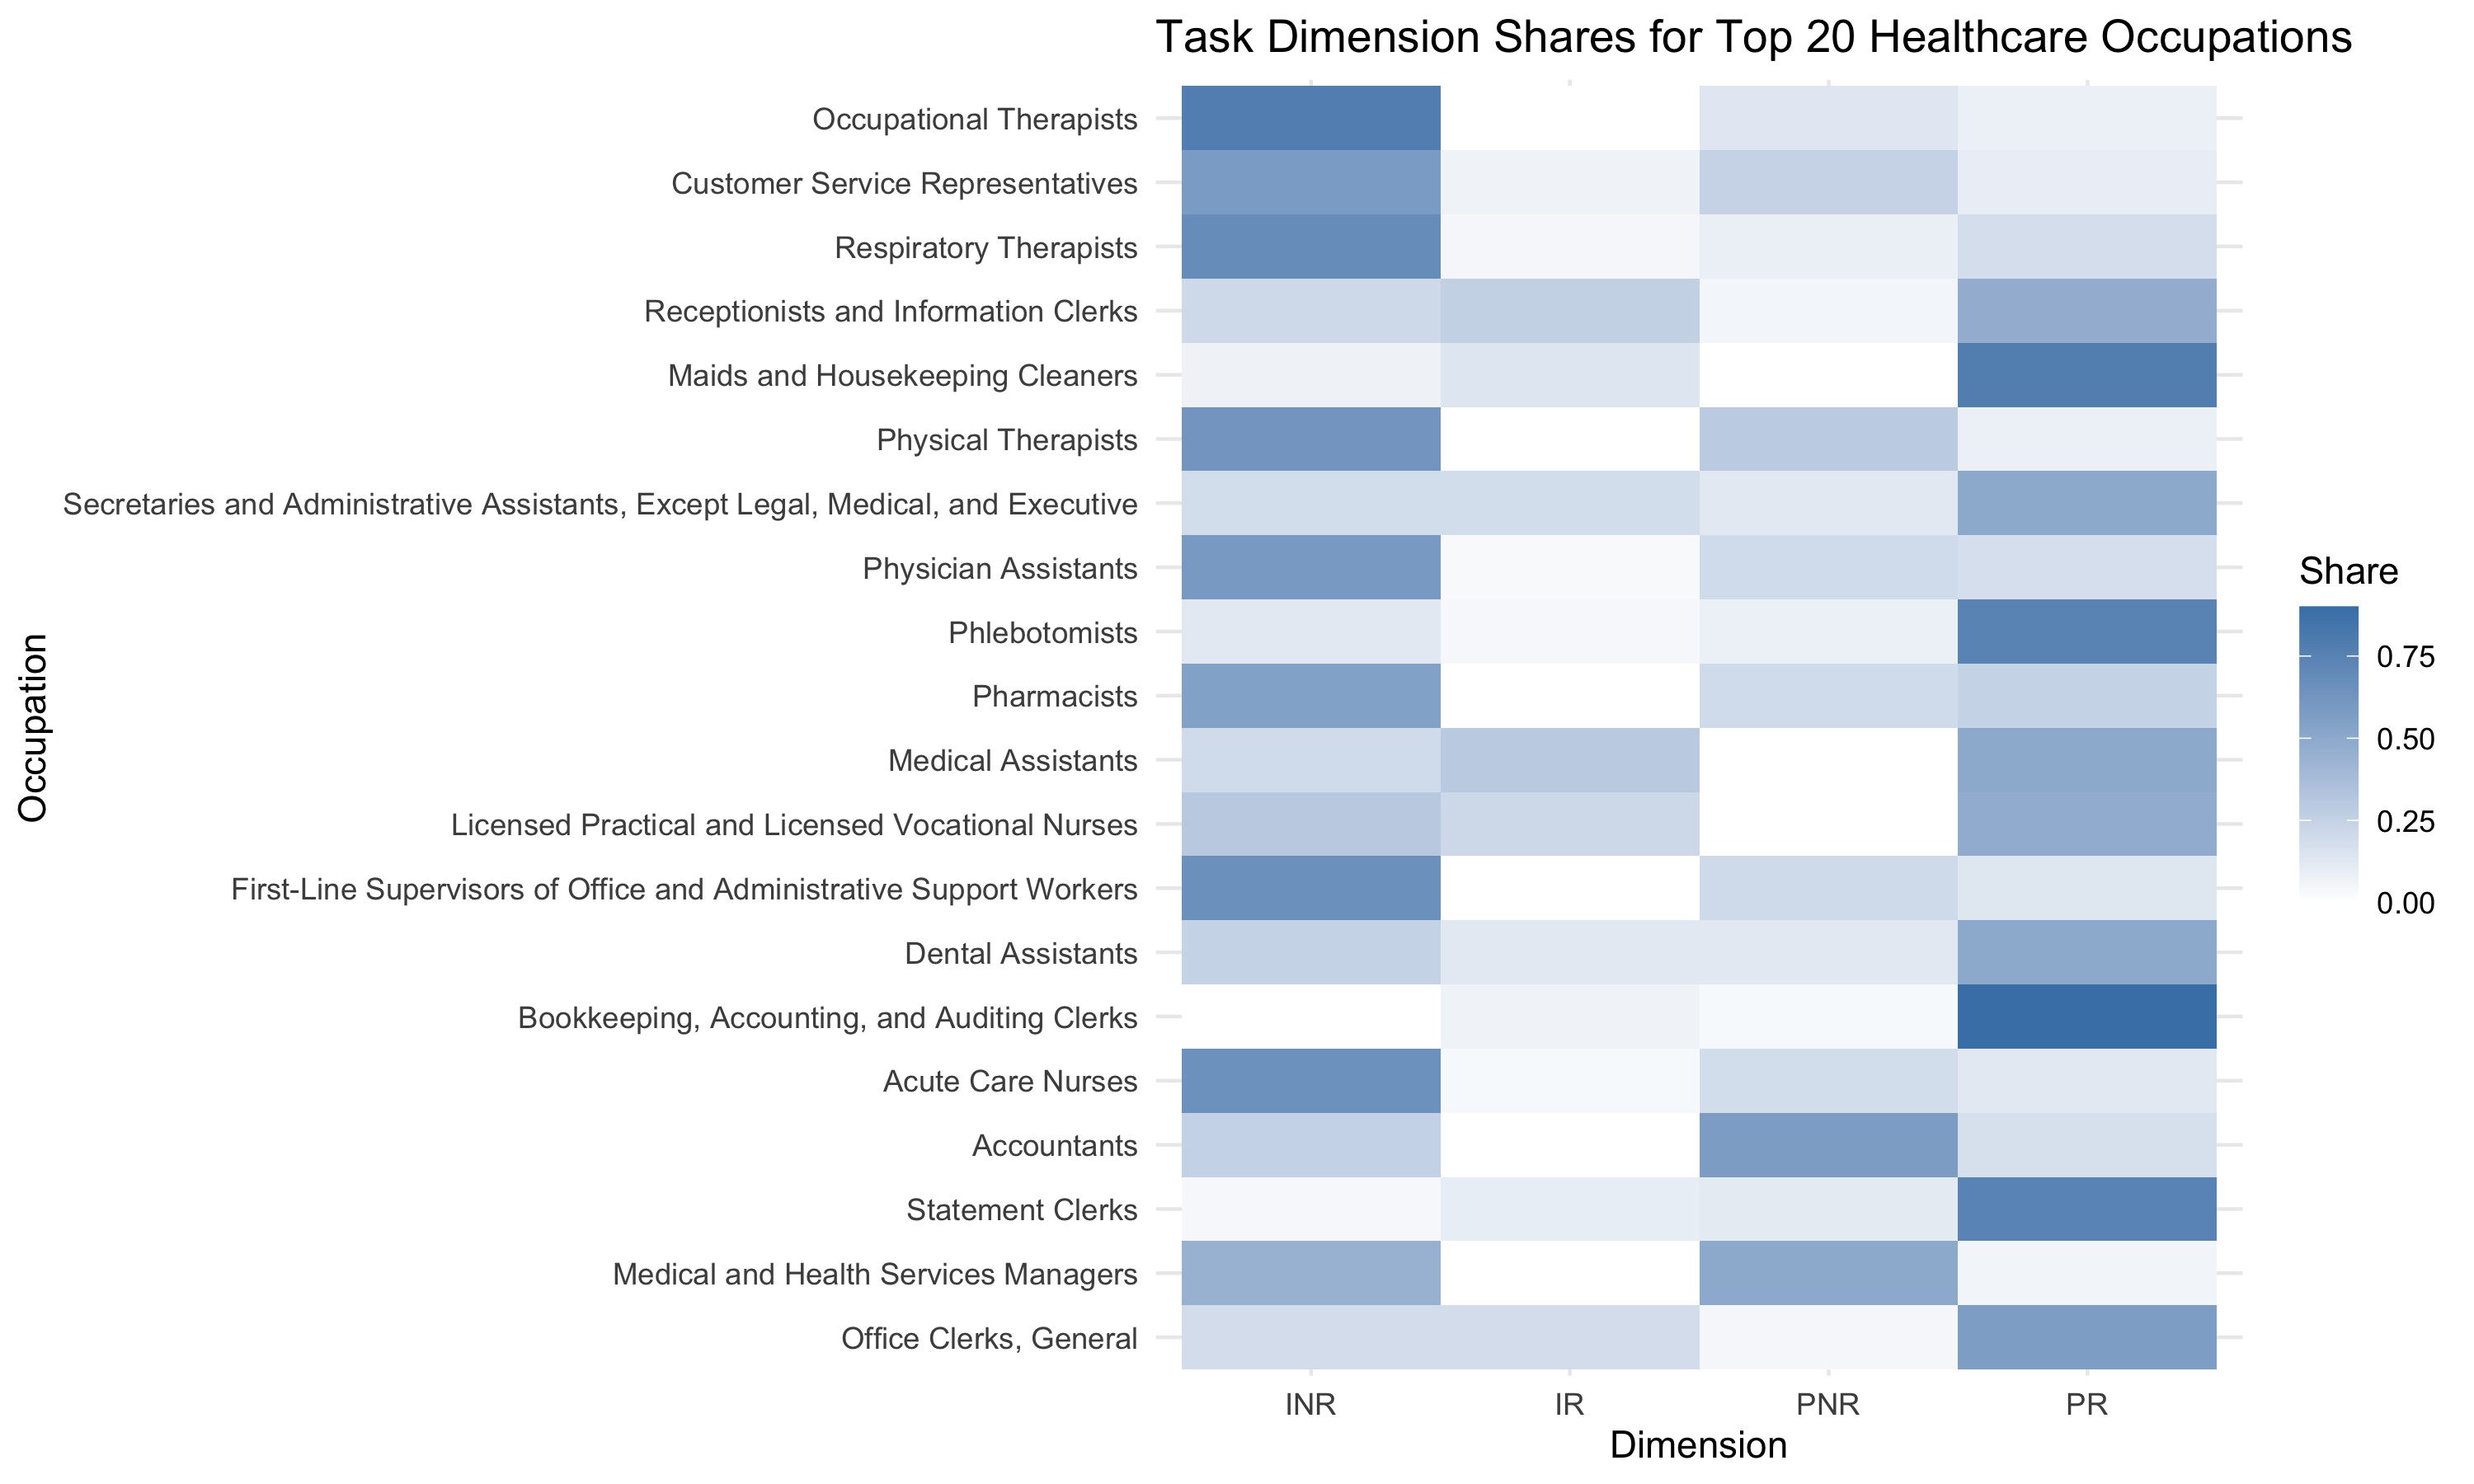 Task Dimension Shares for Top 20 Healthcare Occupations
Occupation
Occupational Therapists
Customer Service Representatives
Respiratory Therapists
Receptionists and Information Clerks
Maids and Housekeeping Cleaners
Physical Therapists
Secretaries and Administrative Assistants, Except Legal, Medical, and Executive
Physician Assistants
Phlebotomists
Pharmacists
Medical Assistants
Licensed Practical and Licensed Vocational Nurses
First-Line Supervisors of Office and Administrative Support Workers
Dental Assistants
Bookkeeping, Accounting, and Auditing Clerks
Acute Care Nurses
Accountants
Statement Clerks
Medical and Health Services Managers
Office Clerks, General
INR IR PNR PR
Dimension
Share
0.75
0.50
0.25
0.00